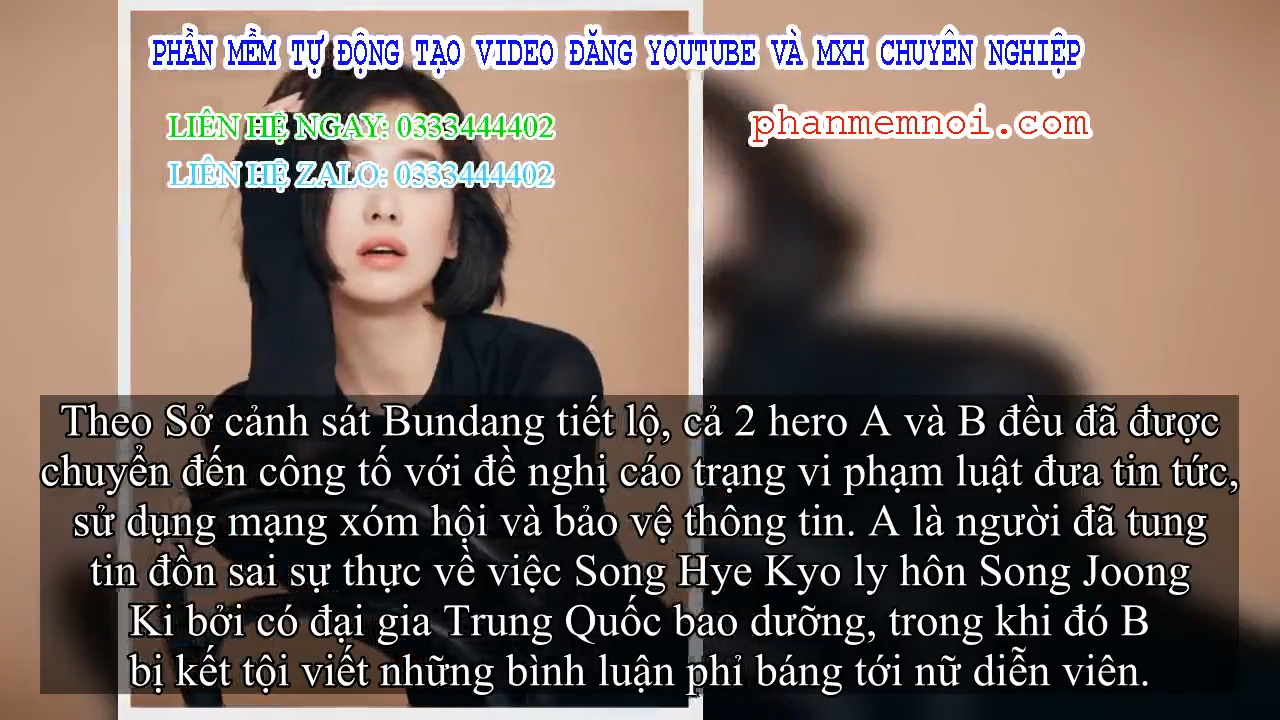 PHẦN MỀM TỰ ĐỘNG TẠO VIDEO ĐĂNG YOUTUBE VÀ MXH CHUYÊN NGHIỆP
LIÊN HỆ NGAY: 0333444402
phanmemnoi.com
LIÊN HỆ ZALO: 0333444402
Theo Sở cảnh sát Bundang tiết lộ, cả 2 hero A và B đều đã được
chuyển đến công tố với đề nghị cáo trạng vi phạm luật đưa tin tức,
sử dụng mạng xóm hội và bảo vệ thông tin. A là người đã tung
tin đồn sai sự thực về việc Song Hye Kyo ly hôn Song Joong
Ki bởi có đại gia Trung Quốc bao dưỡng, trong khi đó B
bị kết tội viết những bình luận phỉ báng tới nữ diễn viên.